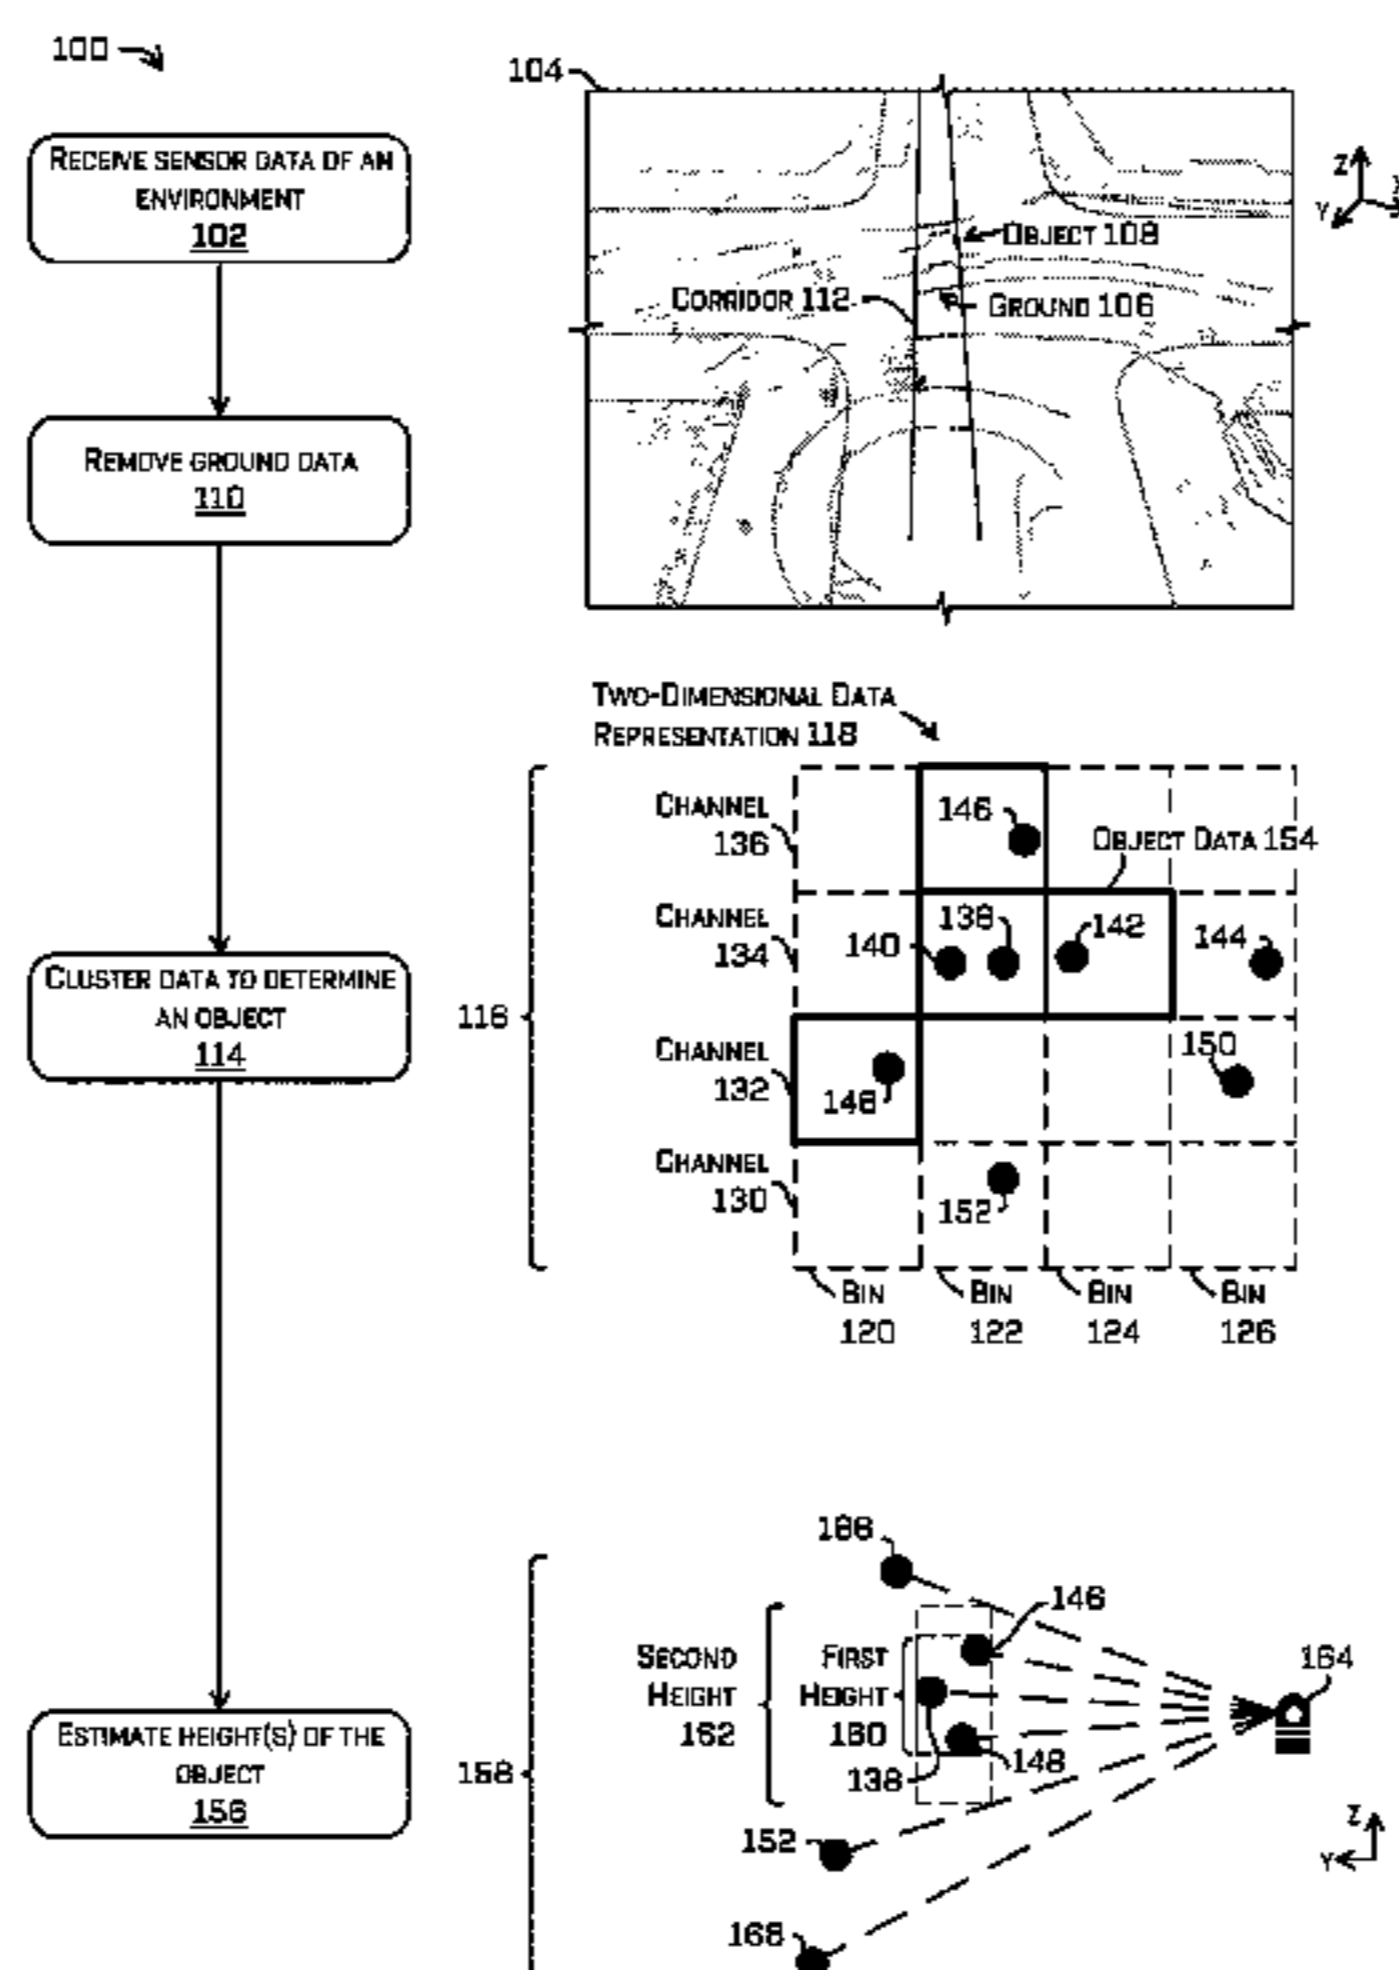 100
RECEIVE SENSOR DATA OF AN
ENVIRONMENT
102
104
Z
Y
X
OBJECT 108
CORRIDOR 112
GROUND 106
REMOVE GROUND DATA
110
TWO-DIMENSIONAL DATA
REPRESENTATION 118
CHANNEL
136
146
OBJECT DATA 154
CHANNEL
134
140
138
142
144
CLUSTER DATA TO DETERMINE
AN OBJECT
114
116
CHANNEL
132
148
150
CHANNEL
130
152
BIN
120
BIN
122
BIN
124
BIN
126
166
146
SECOND
HEIGHT
162
FIRST
HEIGHT
160
164
ESTIMATE HEIGHT(S) OF THE
OBJECT
156
158
138
148
152
Z
Y
168